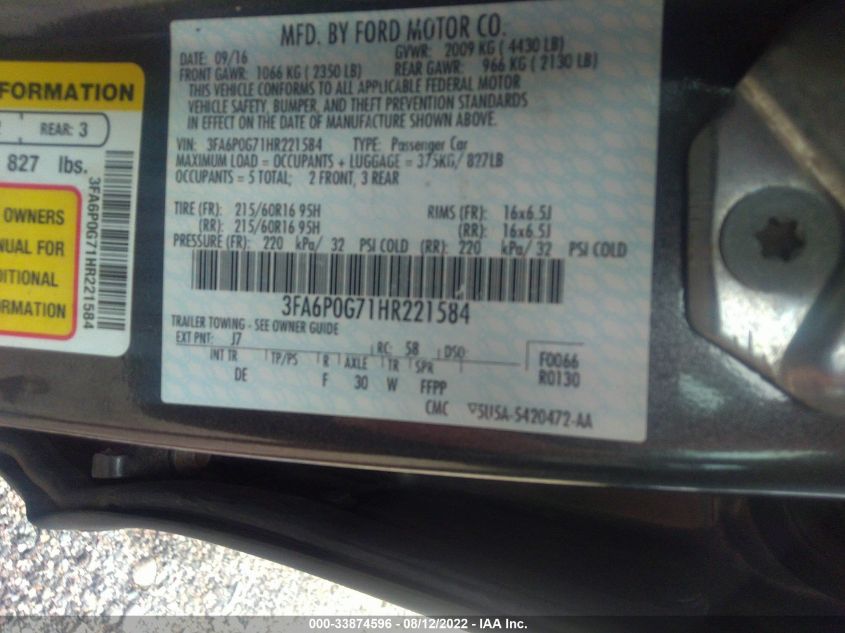 MFD. BY FORD MOTOR CO.
DATE: 09/16 GVWR: 2009 KG ( 4430 LB)
FRONT GAWR: 1066 KG ( 2350 LB) REAR GAWR: 966 KG ( 2130 LB)
THIS VEHICLE CONFORMS TO ALL APPLICABLE FEDERAL MOTOR
VEHICLE SAFETY, BUMPER, AND THEFT PREVENTION STANDARDS
IN EFFECT ON THE DATE OF MANUFACTURE SHOWN ABOVE.
VIN: 3FA6P0G71HR221584 TYPE: Passenger Car
MAXIMUM LOAD = OCCUPANTS + LUGGAGE = 375KG/ 827LB
OCCUPANTS = 5 TOTAL; 2 FRONT, 3 REAR
TIRE (FR): 215/60R16 95H RIMS (FR): 16x6.5J
(RR): 215/60R16 95H (RR): 16x6.5J
PRESSURE (FR): 220 kPa/ 32 PSI COLD (RR): 220 kPa/ 32 PSI COLD
3FA6P0G71HR221584
TRAILER TOWING - SEE OWNER GUIDE
EXT PNT: J7 RC: 58 DSO:
INT TR TP/PS R AXLE TR SPR F0066
DE F 30 W FFPP R0130
CMC ▽5USA-5420472-AA
FORMATION
REAR: 3
827 lbs.
OWNERS
NUAL FOR
DITIONAL
ORMATION
3FA6P0G71HR221584
000-33874596 - 08/12/2022 - IAA Inc.